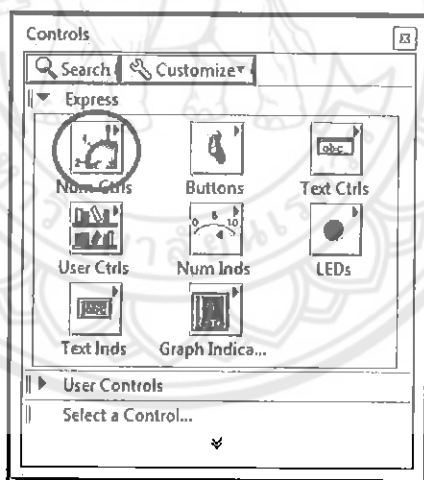 Controls
Search Customize
Express
Num Ctrls Buttons Text Ctrls
User Ctrls Num Inds LEDs
Text Inds Graph Indica...
User Controls
Select a Control...